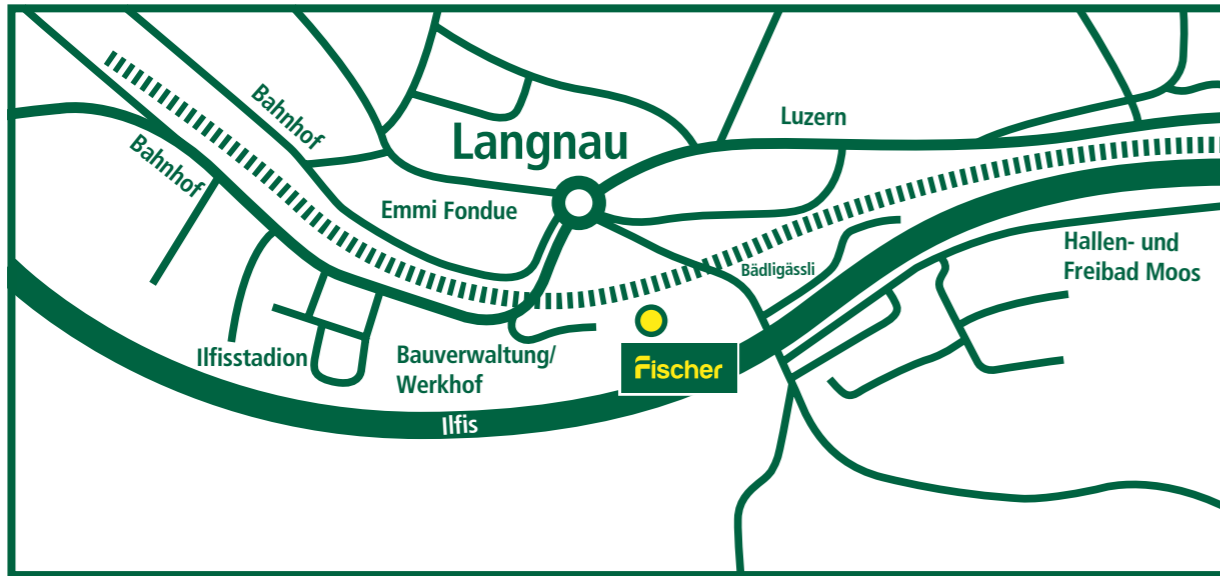 Bahnhof
Luzern
Langnau
Bahnhof
Emmi Fondue
Hallen- und
Freibad Moos
Bädligässli
Ilfisstadion
Bauverwaltung/
Werkhof
Fischer
Ilfis